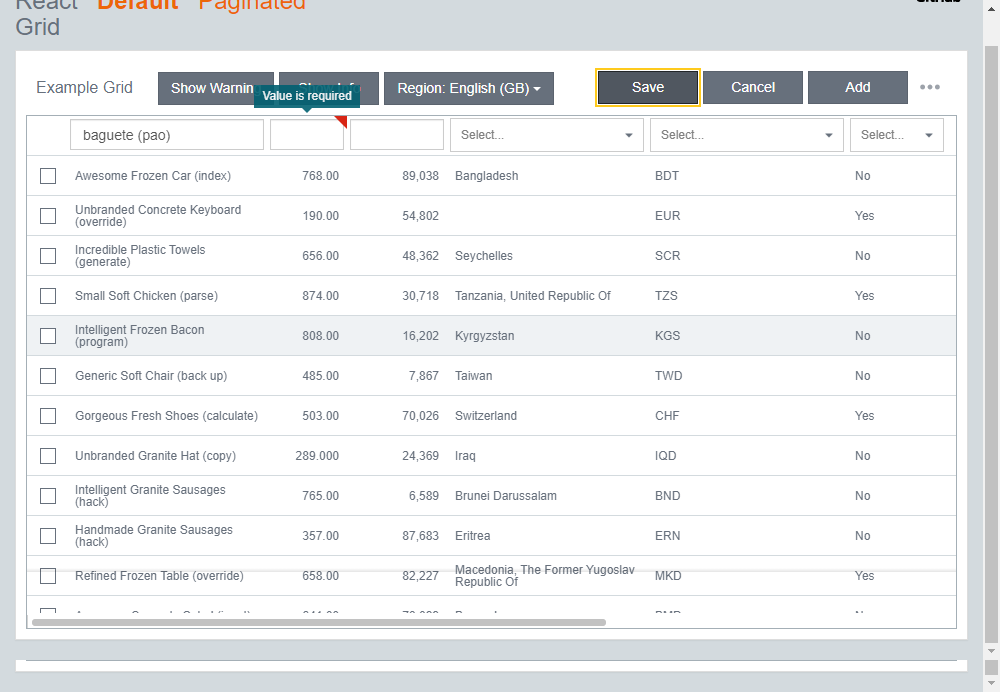 React Default Paginated
Grid
GitHub
Example Grid
Show Warning
Region: English (GB)
Save
Cancel
Add
Value is required
baguete (pao)
Select...
Select...
Select...
Awesome Frozen Car (index) 768.00 89,038 Bangladesh BDT No
Unbranded Concrete Keyboard
(override) 190.00 54,802 EUR Yes
Incredible Plastic Towels
(generate) 656.00 48,362 Seychelles SCR No
Small Soft Chicken (parse) 874.00 30,718 Tanzania, United Republic Of TZS Yes
Intelligent Frozen Bacon
(program) 808.00 16,202 Kyrgyzstan KGS No
Generic Soft Chair (back up) 485.00 7,867 Taiwan TWD No
Gorgeous Fresh Shoes (calculate) 503.00 70,026 Switzerland CHF Yes
Unbranded Granite Hat (copy) 289.000 24,369 Iraq IQD No
Intelligent Granite Sausages
(hack) 765.00 6,589 Brunei Darussalam BND No
Handmade Granite Sausages
(hack) 357.00 87,683 Eritrea ERN No
Refined Frozen Table (override) 658.00 82,227 Macedonia, The Former Yugoslav
Republic Of MKD Yes